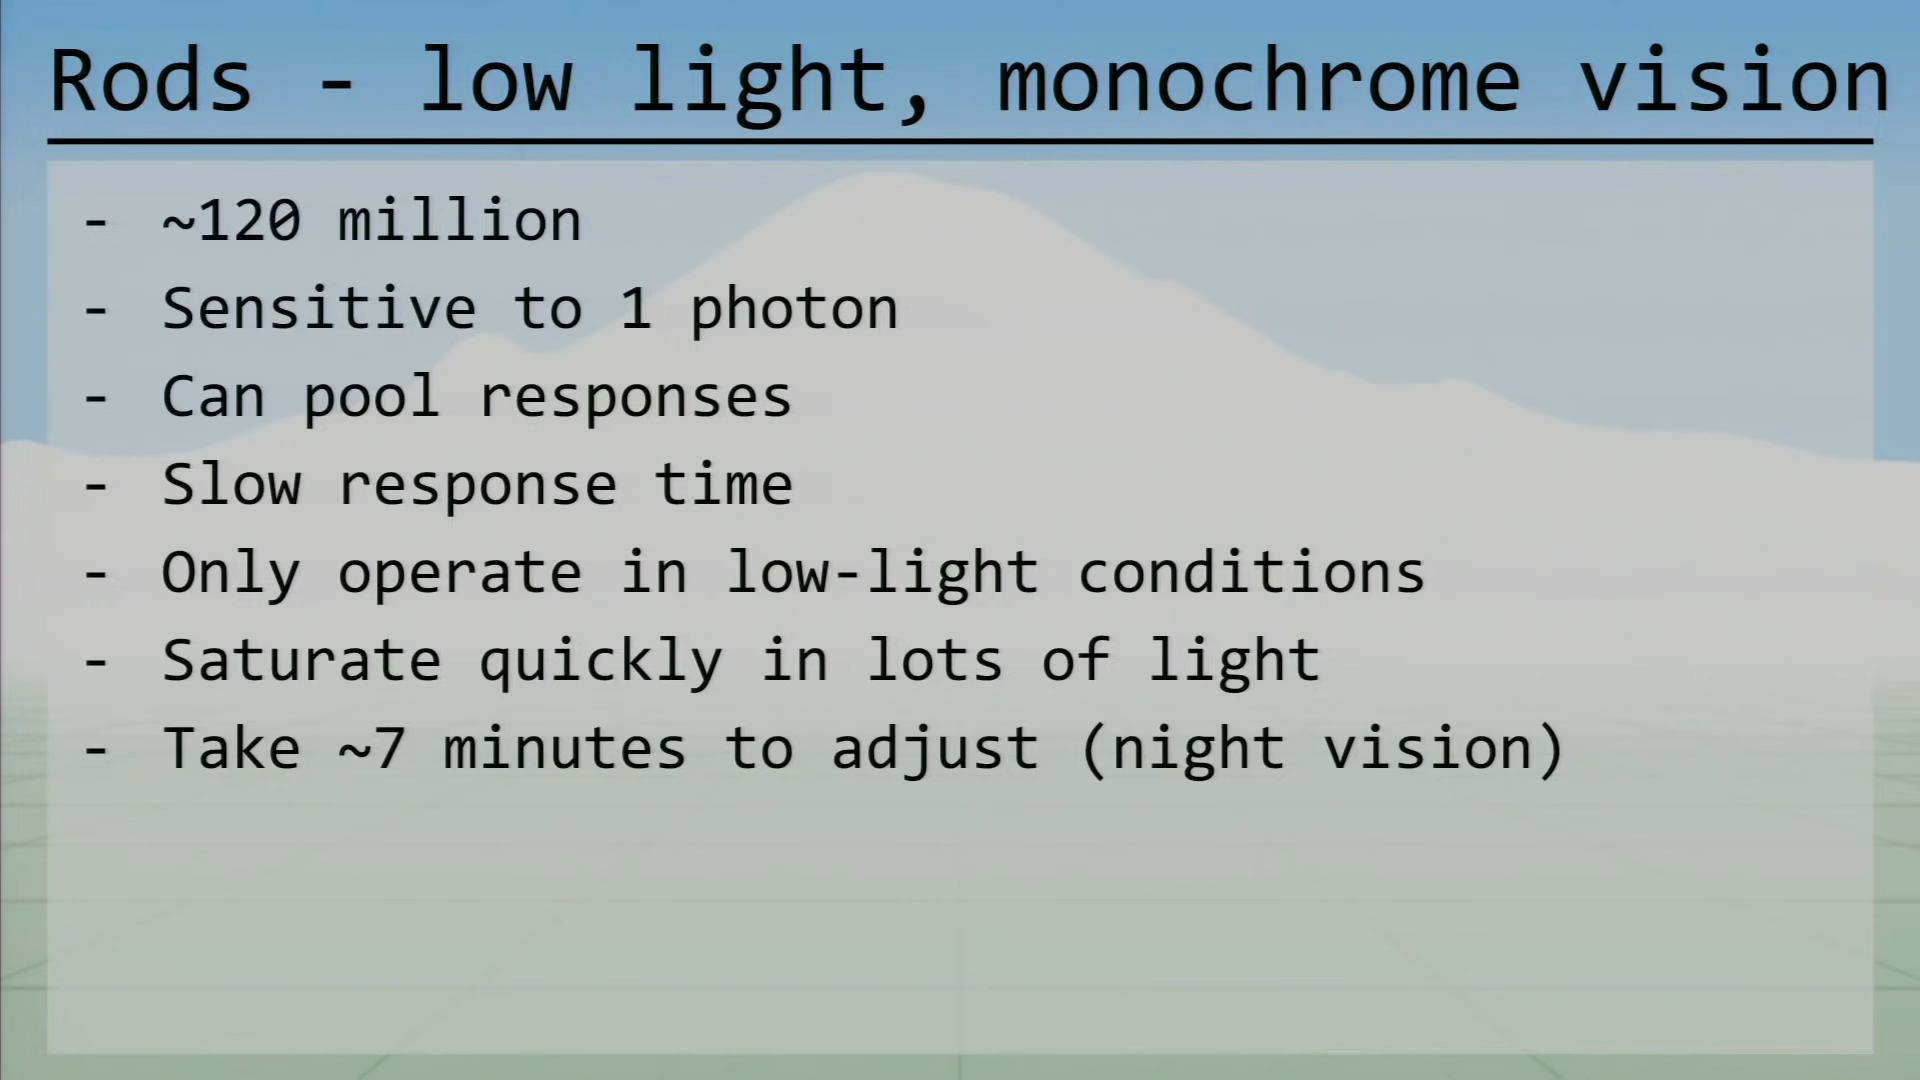 Rods - low light, monochrome vision
- ~120 million
- Sensitive to 1 photon
- Can pool responses
- Slow response time
- Only operate in low-light conditions
- Saturate quickly in lots of light
- Take ~7 minutes to adjust (night vision)